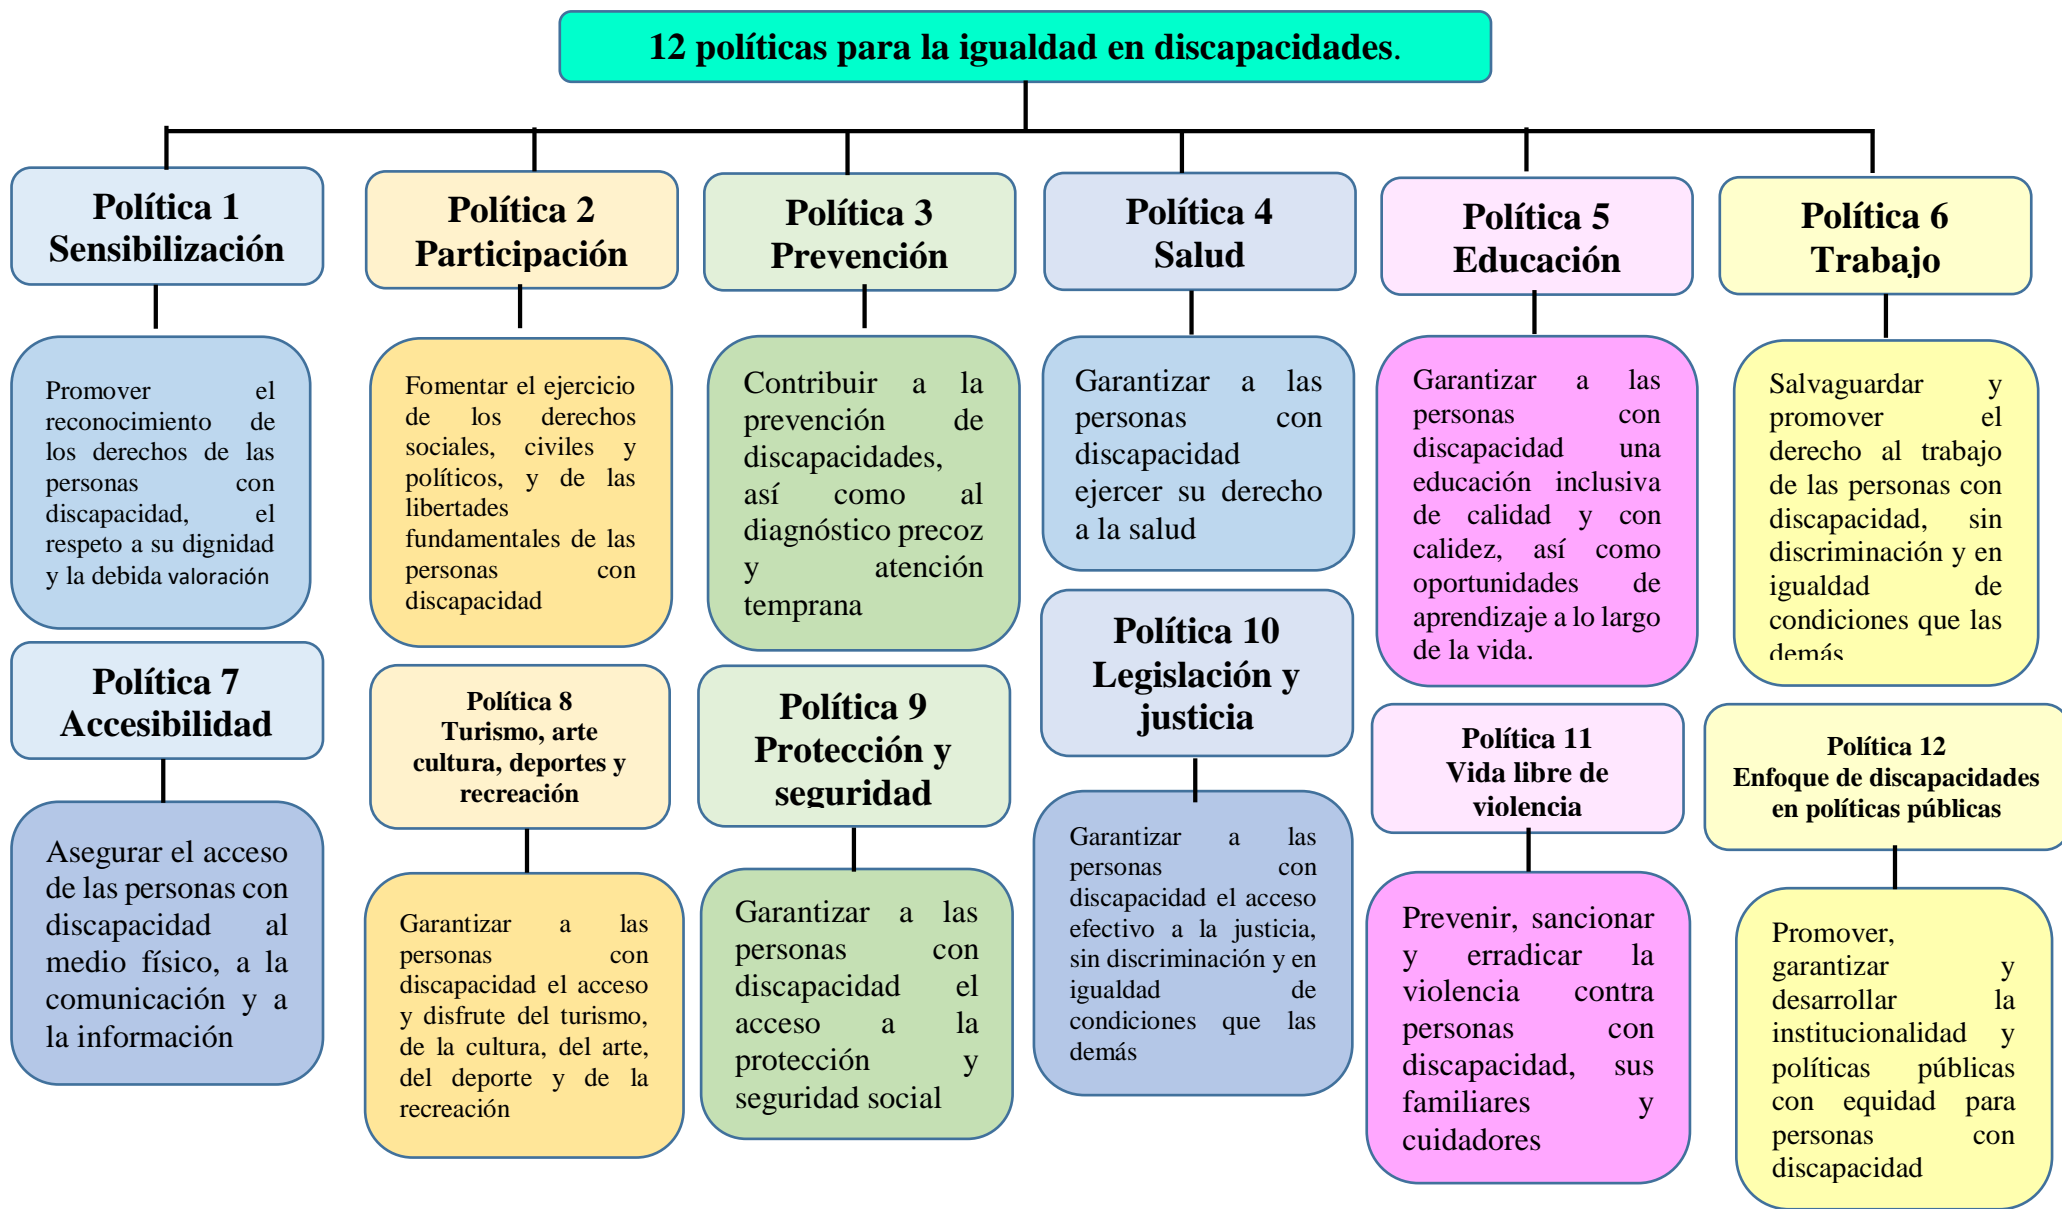 12 políticas para la igualdad en discapacidades.
Política 1
Sensibilización
Promover el
reconocimiento de
los derechos de las
personas con
discapacidad, el
respeto a su dignidad
y la debida valoración
Política 2
Participación
Fomentar el ejercicio
de los derechos
sociales, civiles y
políticos, y de las
libertades
fundamentales de las
personas con
discapacidad
Política 3
Prevención
Contribuir a la
prevención de
discapacidades,
así como al
diagnóstico precoz
y atención
temprana
Política 4
Salud
Garantizar a las
personas con
discapacidad
ejercer su derecho
a la salud
Política 5
Educación
Garantizar a las
personas con
discapacidad una
educación inclusiva
de calidad y con
calidez, así como
oportunidades de
aprendizaje a lo largo
de la vida.
Política 6
Trabajo
Salvaguardar y
promover el
derecho al trabajo
de las personas con
discapacidad, sin
discriminación y en
igualdad de
condiciones que las
demás
Política 7
Accesibilidad
Asegurar el acceso
de las personas con
discapacidad al
medio físico, a la
comunicación y a
la información
Política 8
Turismo, arte
cultura, deportes y
recreación
Garantizar a las
personas con
discapacidad el acceso
y disfrute del turismo,
de la cultura, del arte,
del deporte y de la
recreación
Política 9
Protección y
seguridad
Garantizar a las
personas con
discapacidad el
acceso a la
protección y
seguridad social
Política 10
Legislación y
justicia
Garantizar a las
personas con
discapacidad el acceso
efectivo a la justicia,
sin discriminación y en
igualdad de
condiciones que las
demás
Política 11
Vida libre de
violencia
Prevenir, sancionar
y erradicar la
violencia contra
personas con
discapacidad, sus
familiares y
cuidadores
Política 12
Enfoque de discapacidades
en políticas públicas
Promover,
garantizar y
desarrollar la
institucionalidad y
políticas públicas
con equidad para
personas con
discapacidad